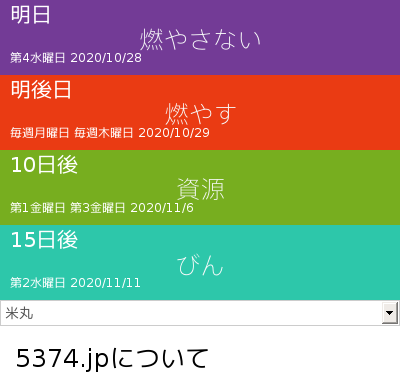 明日
燃やさない
第4水曜日 2020/10/28
明後日
燃やす
毎週月曜日 毎週木曜日 2020/10/29
10日後
資源
第1金曜日 第3金曜日 2020/11/6
15日後
びん
第2水曜日 2020/11/11
米丸
5374.jpについて